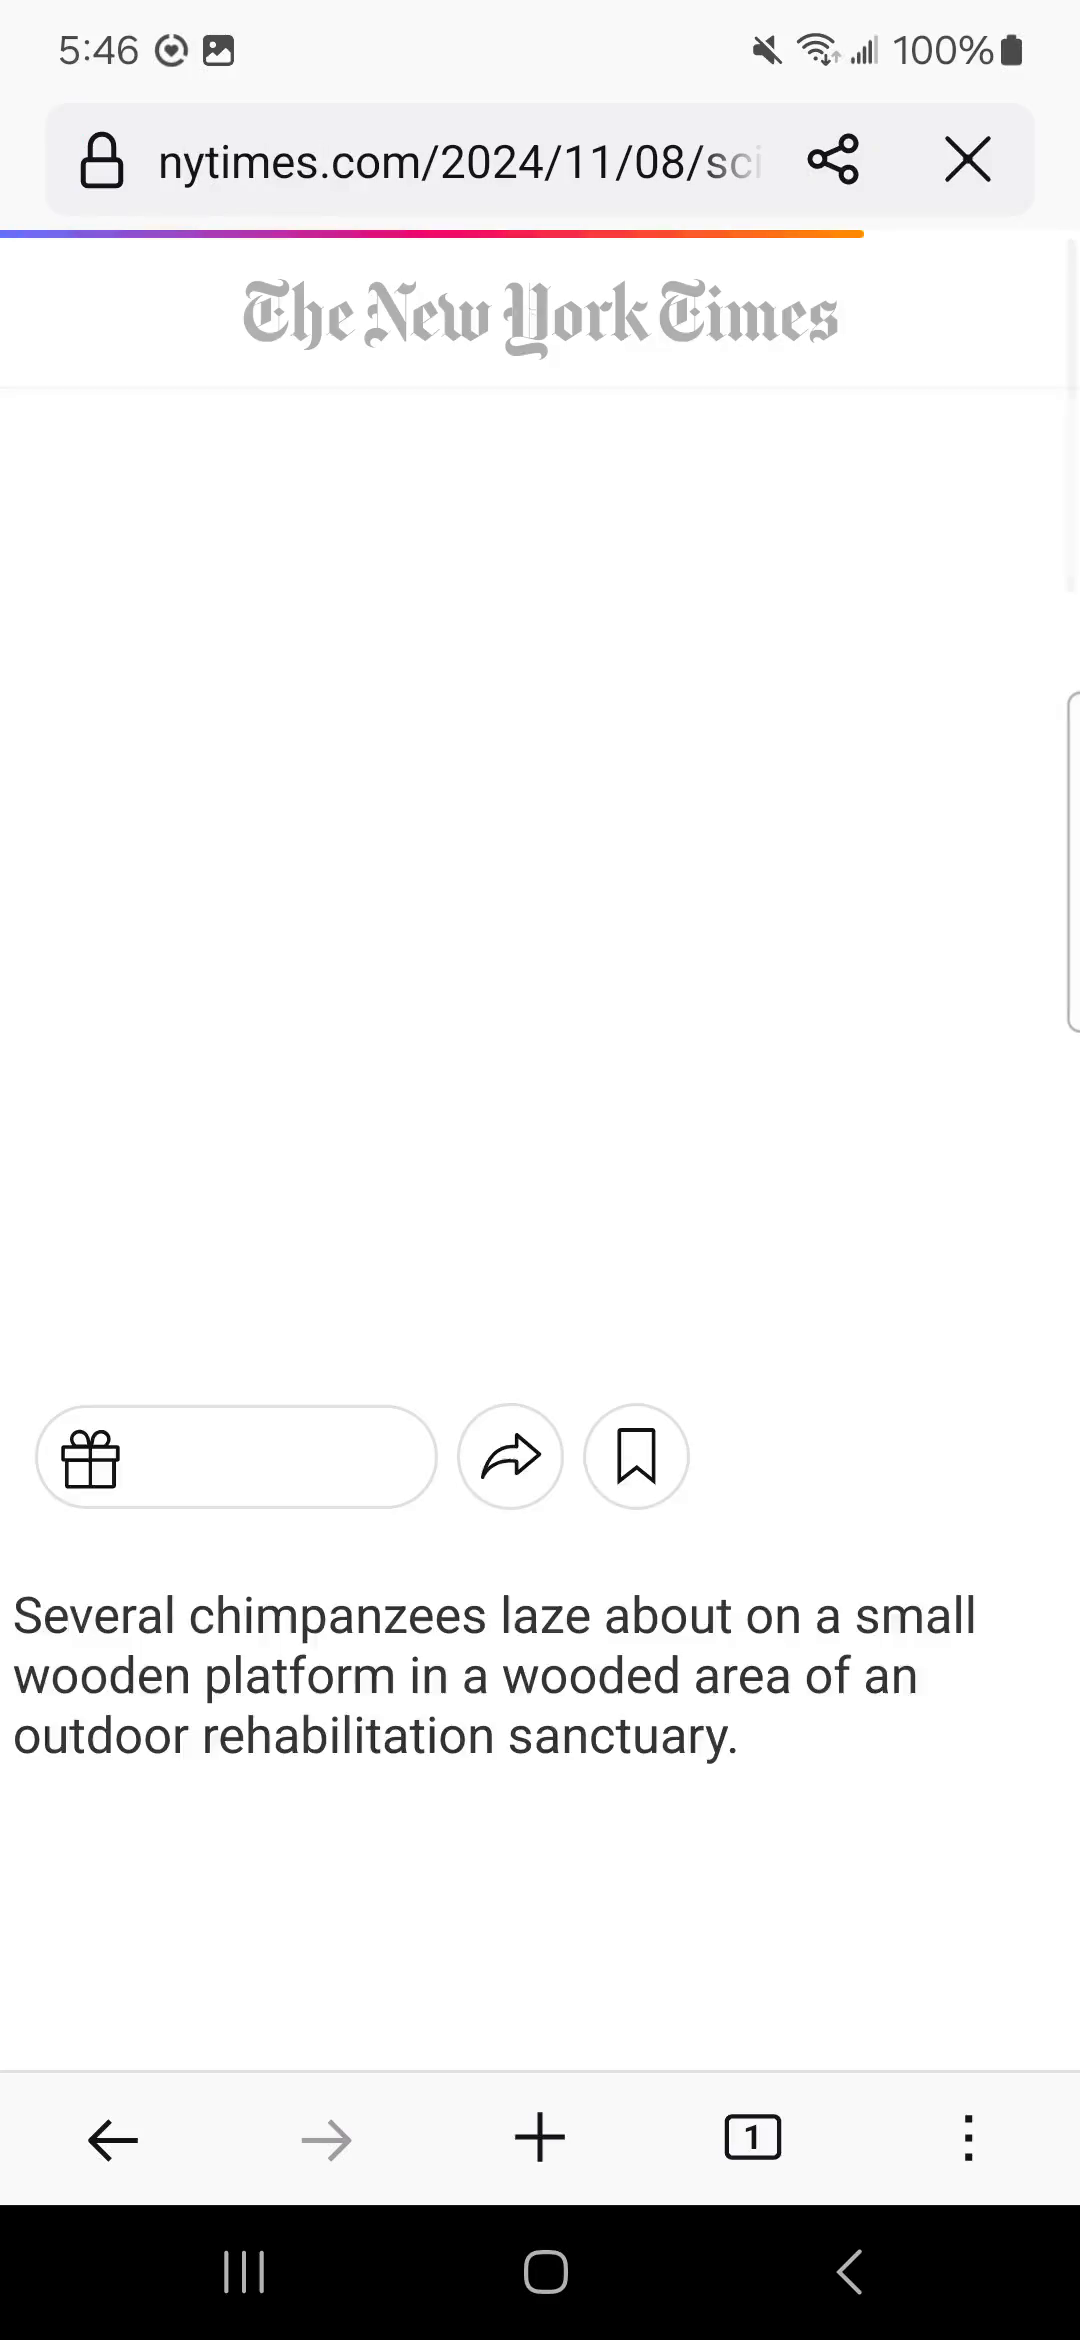 5:46
100%
nytimes.com/2024/11/08/sci
The New York Times
Several chimpanzees laze about on a small
wooden platform in a wooded area of an
outdoor rehabilitation sanctuary.
1